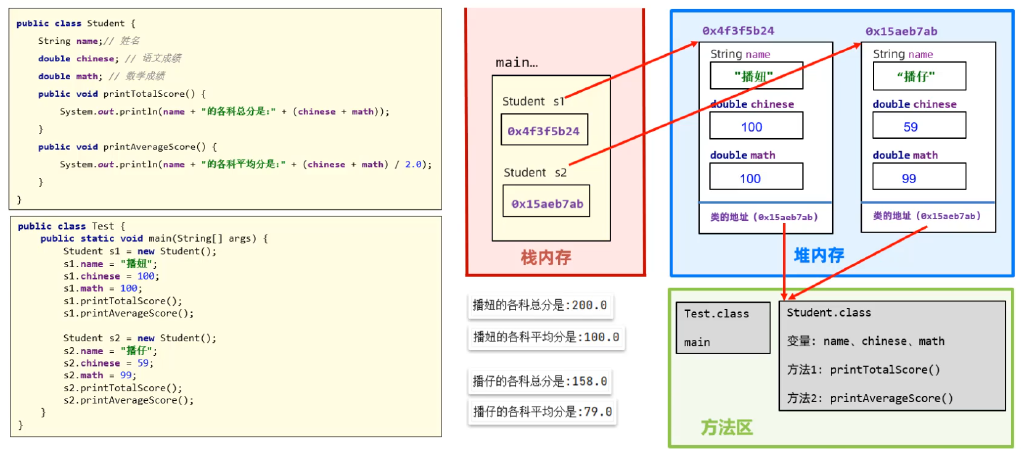 public class Student {
String name;// 姓名
double chinese; // 语文成绩
double math; // 数学成绩
public void printTotalScore() {
System.out.println(name + "的各科总分是:" + (chinese + math));
}
public void printAverageScore() {
System.out.println(name + "的各科平均分是:" + (chinese + math) / 2.0);
}
}
public class Test {
public static void main(String[] args) {
Student s1 = new Student();
s1.name = "播妞";
s1.chinese = 100;
s1.math = 100;
s1.printTotalScore();
s1.printAverageScore();
Student s2 = new Student();
s2.name = "播仔";
s2.chinese = 59;
s2.math = 99;
s2.printTotalScore();
s2.printAverageScore();
}
}
main…
Student s1
0x4f3f5b24
Student s2
0x15aeb7ab
栈内存
播妞的各科总分是:200.0
播妞的各科平均分是:100.0
播仔的各科总分是:158.0
播仔的各科平均分是:79.0
0x4f3f5b24
String name
"播妞"
double chinese
100
double math
100
类的地址（0x15aeb7ab）
0x15aeb7ab
String name
“播仔”
double chinese
59
double math
99
类的地址（0x15aeb7ab）
堆内存
Test.class
main
Student.class
变量: name、chinese、math
方法1: printTotalScore()
方法2: printAverageScore()
方法区